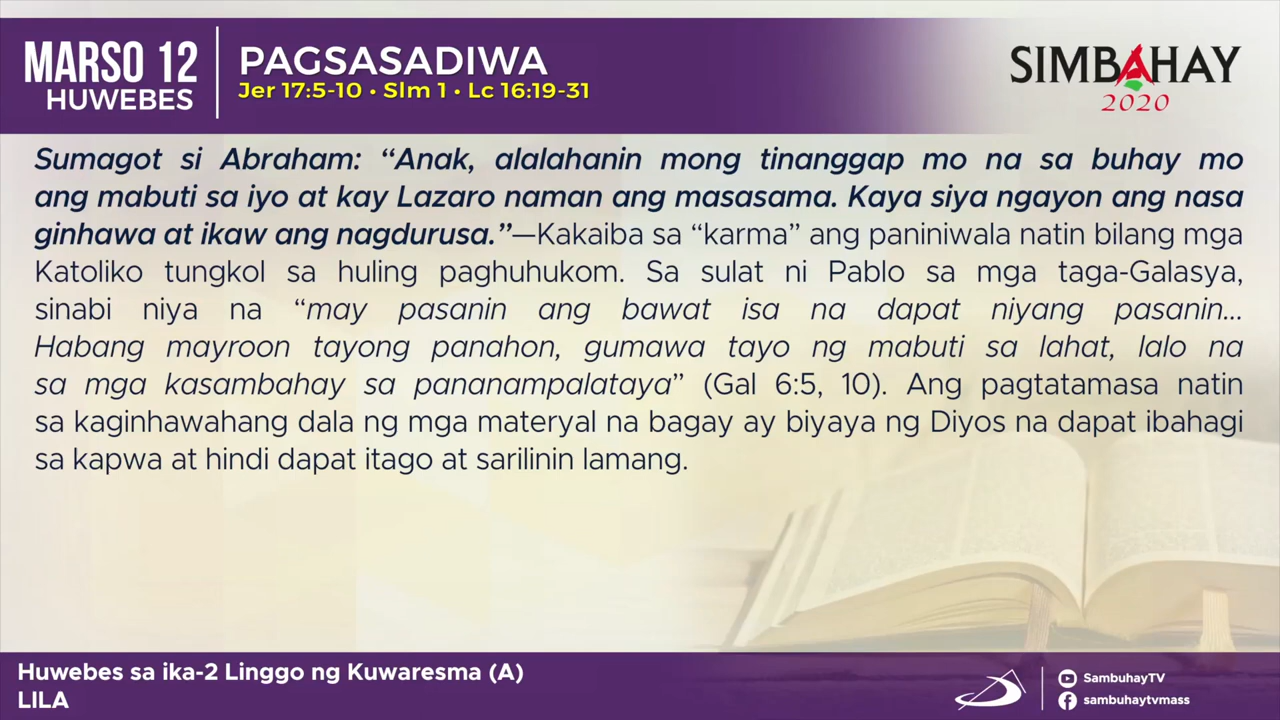 MARSO 12
HUWEBES
PAGSASADIWA
Jer 17:5-10 • Slm 1 • Lc 16:19-31
SIMBAHAY
2020
Sumagot si Abraham: “Anak, alalahanin mong tinanggap mo na sa buhay mo
ang mabuti sa iyo at kay Lazaro naman ang masasama. Kaya siya ngayon ang nasa
ginhawa at ikaw ang nagdurusa.”—Kakaiba sa “karma” ang paniniwala natin bilang mga
Katoliko tungkol sa huling paghuhukom. Sa sulat ni Pablo sa mga taga-Galasya,
sinabi niya na “may pasanin ang bawat isa na dapat niyang pasanin...
Habang mayroon tayong panahon, gumawa tayo ng mabuti sa lahat, lalo na
sa mga kasambahay sa pananampalataya” (Gal 6:5, 10). Ang pagtatamasa natin
sa kaginhawahang dala ng mga materyal na bagay ay biyaya ng Diyos na dapat ibahagi
sa kapwa at hindi dapat itago at sarilinin lamang.
Huwebes sa ika-2 Linggo ng Kuwaresma (A)
LILA
SambuhayTV
sambuhaytvmass